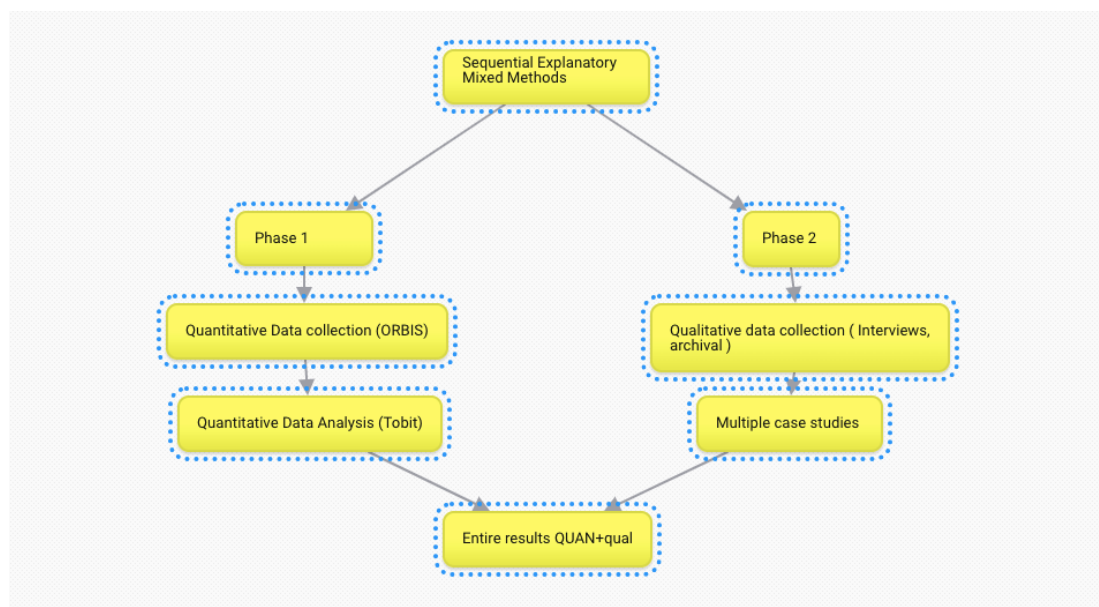 Sequential Explanatory
Mixed Methods
Phase 1
Phase 2
Quantitative Data collection (ORBIS)
Qualitative data collection ( Interviews,
archival )
Quantitative Data Analysis (Tobit)
Multiple case studies
Entire results QUAN+qual